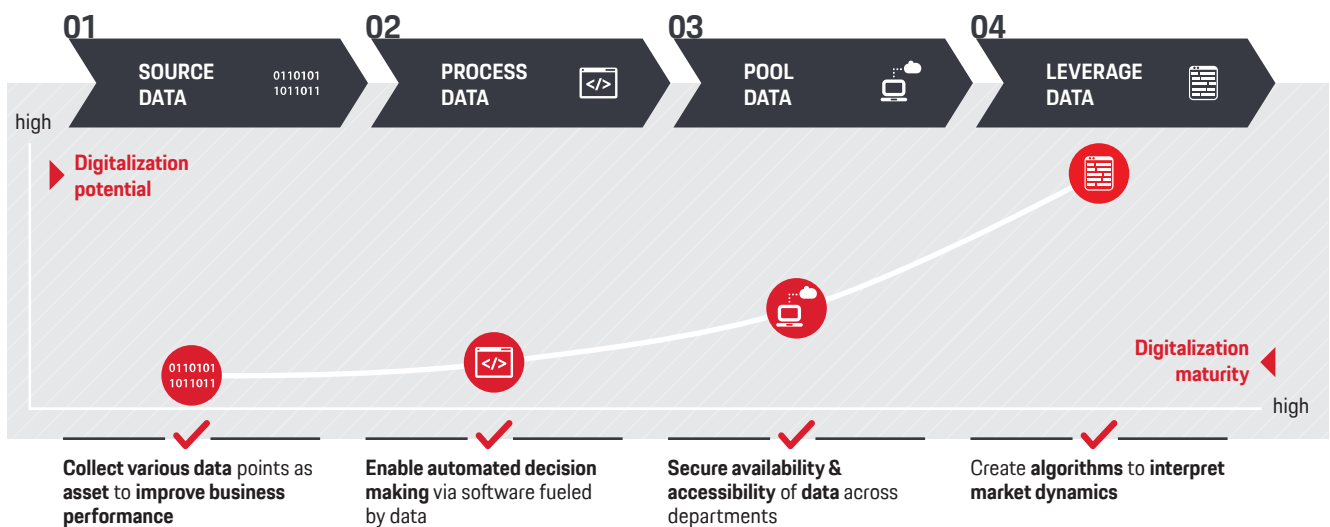 01
SOURCE
DATA
0110101
1011011
02
PROCESS
DATA
</>
03
POOL
DATA
04
LEVERAGE
DATA
high
Digitalization
potential
0110101
1011011
</>
Digitalization
maturity
high
Collect various data points as
asset to improve business
performance
Enable automated decision
making via software fueled
by data
Secure availability &
accessibility of data across
departments
Create algorithms to interpret
market dynamics